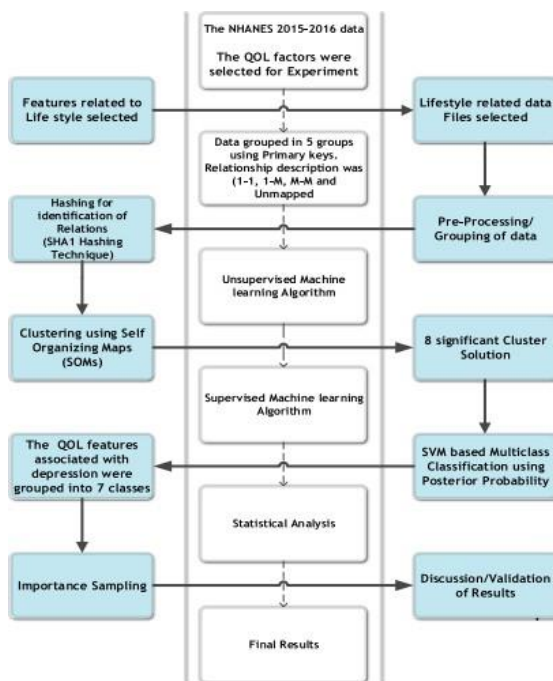 The NHANES 2015-2016 data
The QOL factors were
selected for Experiment
Features related to
Life style selected
Lifestyle related data
Files selected
Data grouped in 5 groups
using Primary keys.
Relationship description was
(1-1, 1-M, M-M and
Unmapped
Hashing for
identification of
Relations
(SHA1 Hashing
Technique)
Pre-Processing/
Grouping of data
Unsupervised Machine
learning Algorithm
Clustering using Self
Organizing Maps
(SOMs)
8 significant Cluster
Solution
Supervised Machine learning
Algorithm
The QOL features
associated with
depression were
grouped into 7 classes
SVM based Multiclass
Classification using
Posterior Probability
Statistical Analysis
Importance Sampling
Discussion/Validation
of Results
Final Results